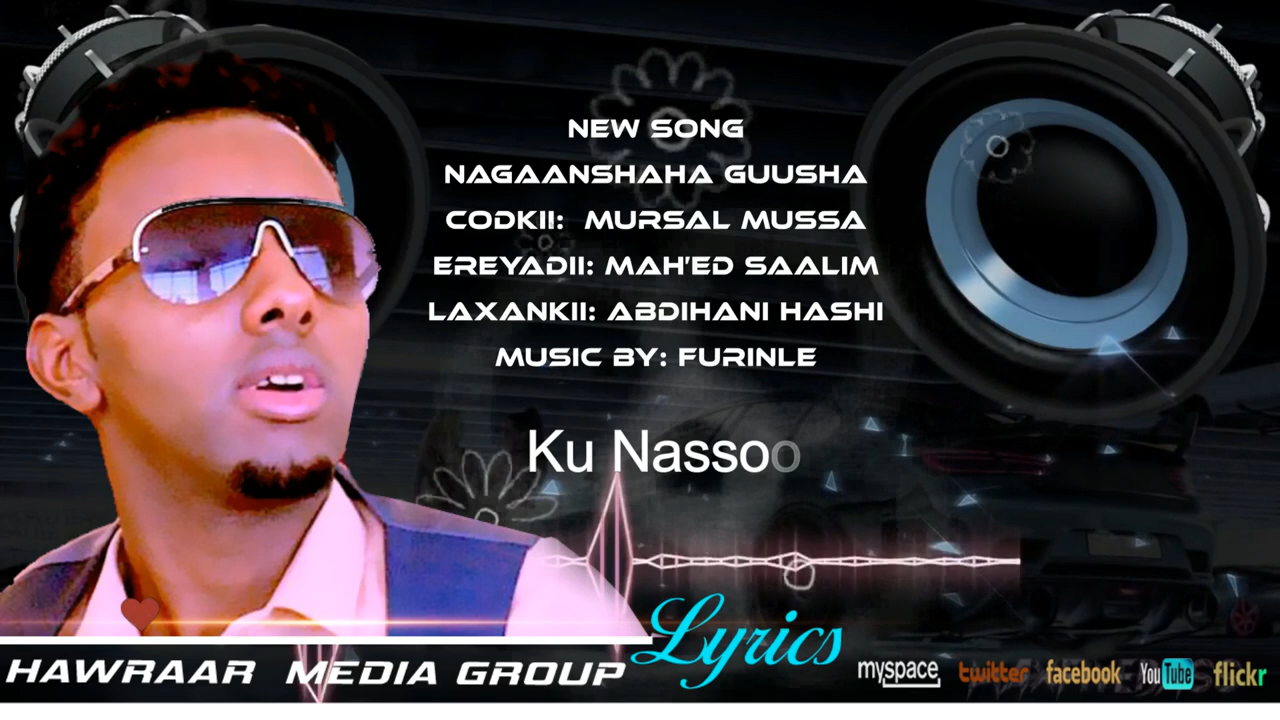 NEW SONG
NAGAANSHAHA GUUSHA
CODKII: MURSAL MUSSA
EREYADII: MAH'ED SAALIM
LAXANKII: ABDIHANI HASHI
MUSIC BY: FURINLE
Ku Nassoo
Lyrics
HAWRAAR MEDIA GROUP
myspace twitter facebook YouTube flickr